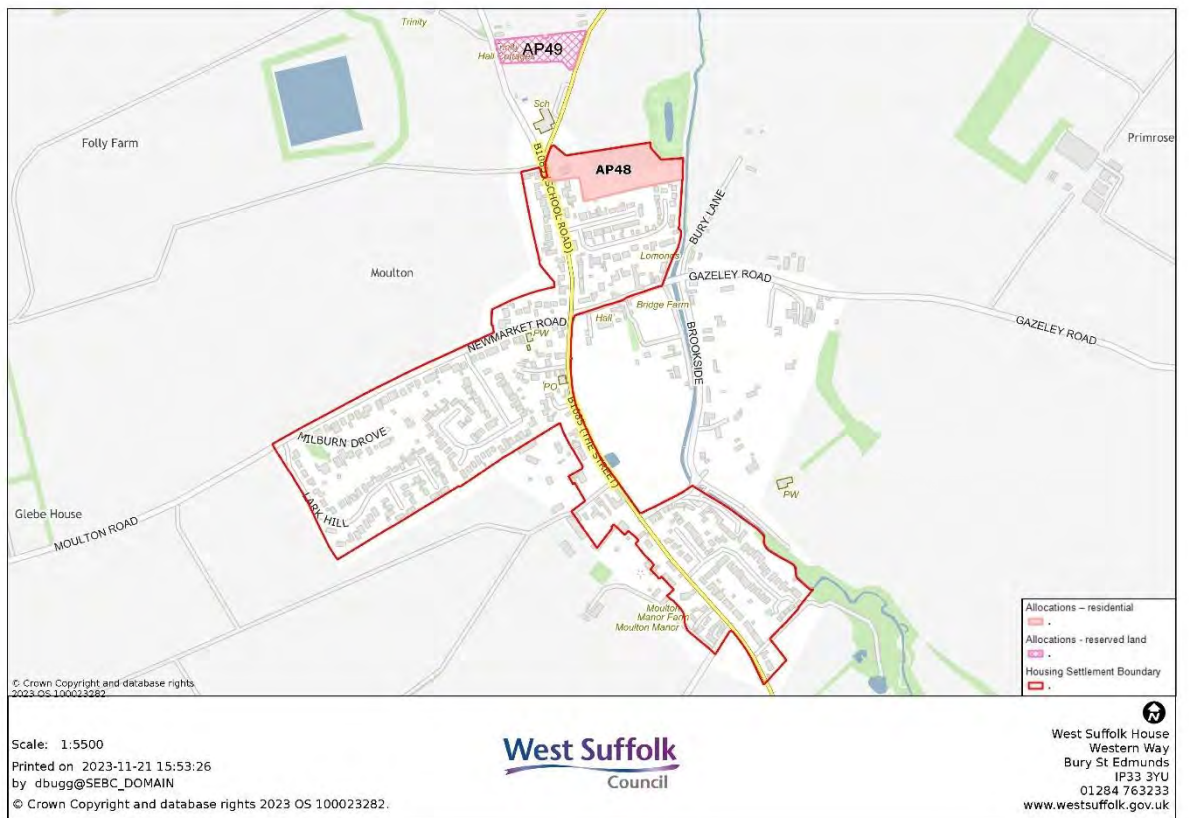 Trinity
AP49
Hall Cottages
Sch
Folly Farm
Primrose
AP48
B1085 (SCHOOL ROAD)
BURY LANE
Moulton
Lomonds
GAZELEY ROAD
Bridge Farm
Hall
GAZELEY ROAD
NEWMARKET ROAD
PW
BROOKSIDE
PO
B1085 (THE STREET)
MILBURN DROVE
PW
LARK HILL
Glebe House
MOULTON ROAD
Moulton
Manor Farm
Moulton Manor
Allocations – residential
.
Allocations - reserved land
.
Housing Settlement Boundary
.
© Crown Copyright and database rights
2023 OS 100023282.
N
Scale: 1:5500
Printed on 2023-11-21 15:53:26
by dbugg@SEBC_DOMAIN
© Crown Copyright and database rights 2023 OS 100023282.
West Suffolk
Council
West Suffolk House
Western Way
Bury St Edmunds
IP33 3YU
01284 763233
www.westsuffolk.gov.uk